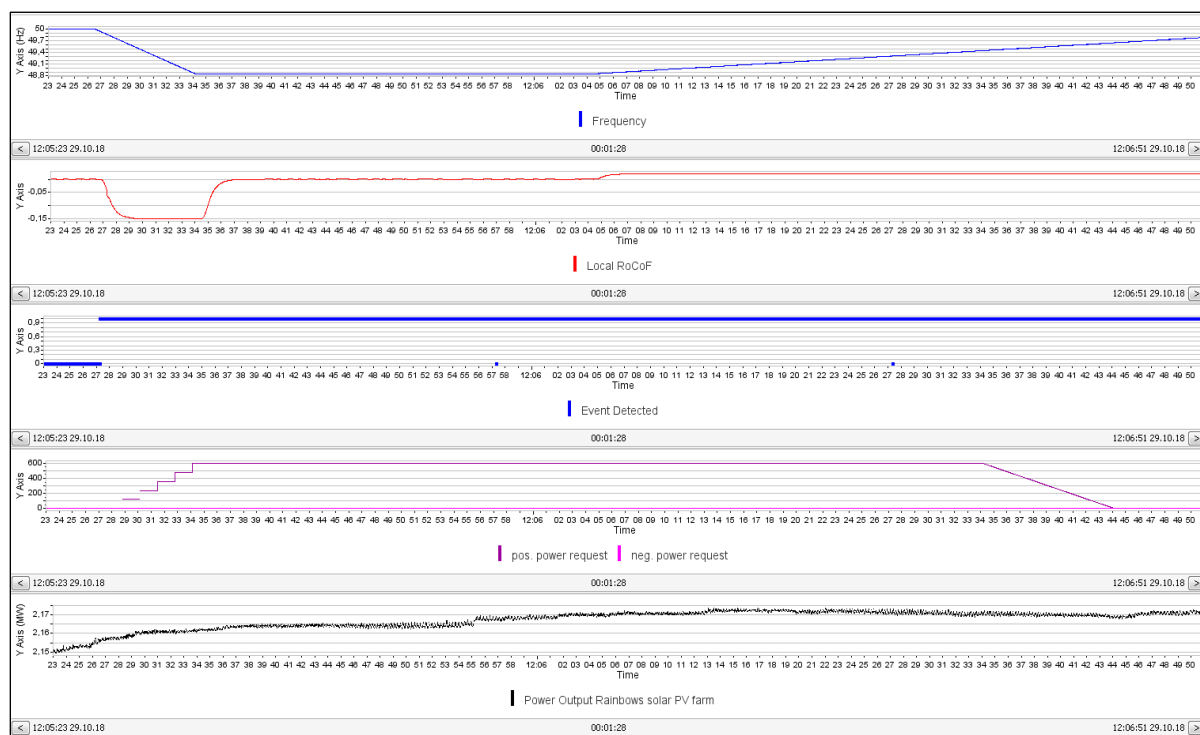 Y Axis (Hz)
50
49,7
49,4
49,1
48,8
23 24 25 26 27 28 29 30 31 32 33 34 35 36 37 38 39 40 41 42 43 44 45 46 47 48 49 50 51 52 53 54 55 56 57 58 12:06 02 03 04 05 06 07 08 09 10 11 12 13 14 15 16 17 18 19 20 21 22 23 24 25 26 27 28 29 30 31 32 33 34 35 36 37 38 39 40 41 42 43 44 45 46 47 48 49 50
Time
Frequency
< 12:05:23 29.10.18 00:01:28 12:06:51 29.10.18 >
Y Axis
-0,05
-0,15
23 24 25 26 27 28 29 30 31 32 33 34 35 36 37 38 39 40 41 42 43 44 45 46 47 48 49 50 51 52 53 54 55 56 57 58 12:06 02 03 04 05 06 07 08 09 10 11 12 13 14 15 16 17 18 19 20 21 22 23 24 25 26 27 28 29 30 31 32 33 34 35 36 37 38 39 40 41 42 43 44 45 46 47 48 49 50
Time
Local RoCoF
< 12:05:23 29.10.18 00:01:28 12:06:51 29.10.18 >
Y Axis
0,9
0,6
0,3
0
23 24 25 26 27 28 29 30 31 32 33 34 35 36 37 38 39 40 41 42 43 44 45 46 47 48 49 50 51 52 53 54 55 56 57 58 12:06 02 03 04 05 06 07 08 09 10 11 12 13 14 15 16 17 18 19 20 21 22 23 24 25 26 27 28 29 30 31 32 33 34 35 36 37 38 39 40 41 42 43 44 45 46 47 48 49 50
Time
Event Detected
< 12:05:23 29.10.18 00:01:28 12:06:51 29.10.18 >
Y Axis
600
400
200
0
23 24 25 26 27 28 29 30 31 32 33 34 35 36 37 38 39 40 41 42 43 44 45 46 47 48 49 50 51 52 53 54 55 56 57 58 12:06 02 03 04 05 06 07 08 09 10 11 12 13 14 15 16 17 18 19 20 21 22 23 24 25 26 27 28 29 30 31 32 33 34 35 36 37 38 39 40 41 42 43 44 45 46 47 48 49 50
Time
pos. power request neg. power request
< 12:05:23 29.10.18 00:01:28 12:06:51 29.10.18 >
Y Axis (MW)
2,17
2,16
2,15
23 24 25 26 27 28 29 30 31 32 33 34 35 36 37 38 39 40 41 42 43 44 45 46 47 48 49 50 51 52 53 54 55 56 57 58 12:06 02 03 04 05 06 07 08 09 10 11 12 13 14 15 16 17 18 19 20 21 22 23 24 25 26 27 28 29 30 31 32 33 34 35 36 37 38 39 40 41 42 43 44 45 46 47 48 49 50
Time
Power Output Rainbows solar PV farm
< 12:05:23 29.10.18 00:01:28 12:06:51 29.10.18 >